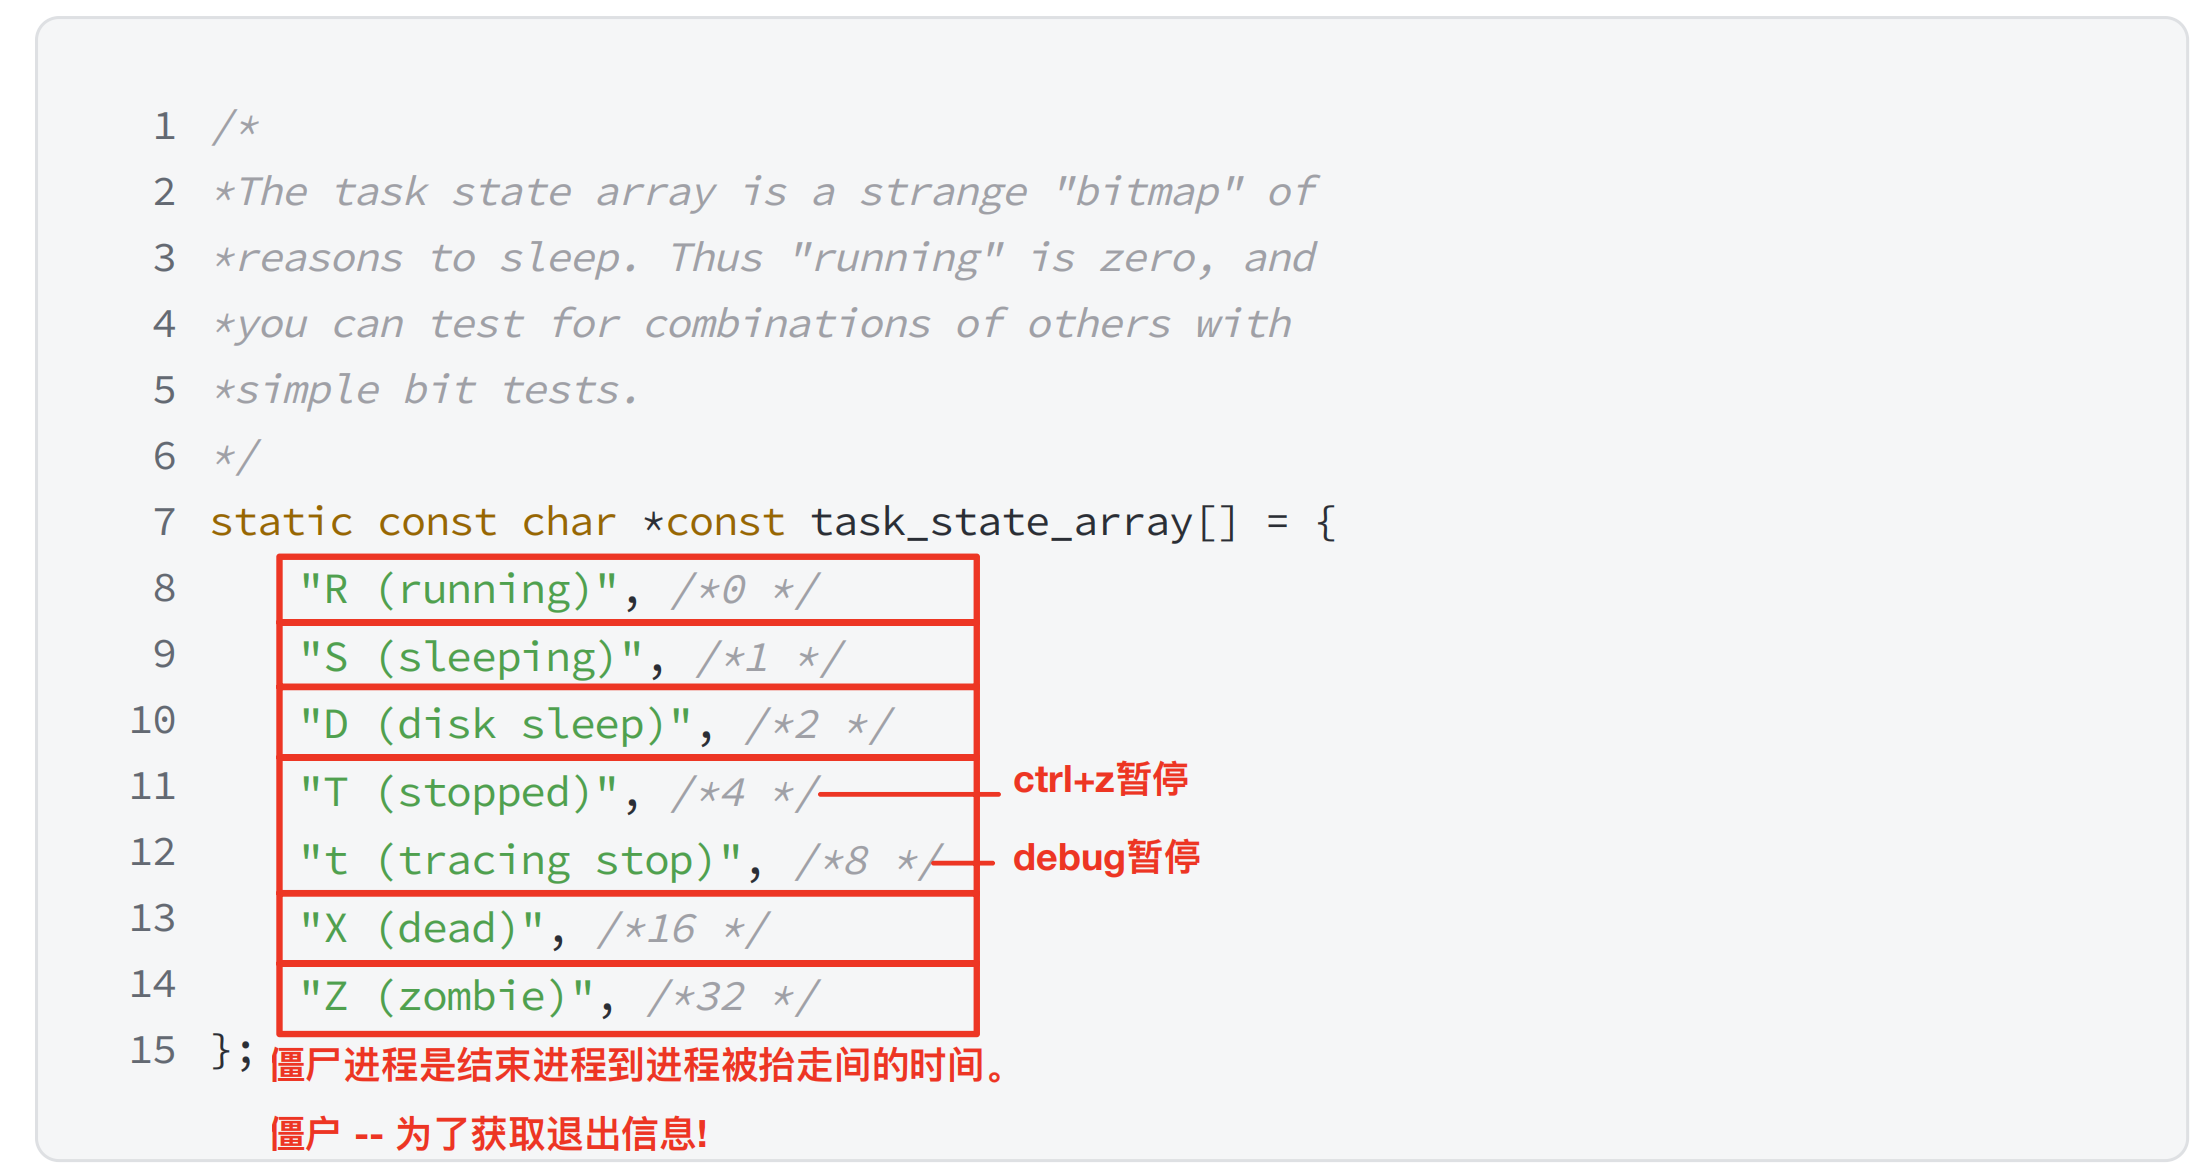 1 /*
2 *The task state array is a strange "bitmap" of
3 *reasons to sleep. Thus "running" is zero, and
4 *you can test for combinations of others with
5 *simple bit tests.
6 */
7 static const char *const task_state_array[] = {
8 "R (running)", /*0 */
9 "S (sleeping)", /*1 */
10 "D (disk sleep)", /*2 */
11 "T (stopped)", /*4 */ ctrl+z暂停
12 "t (tracing stop)", /*8 */ debug暂停
13 "X (dead)", /*16 */
14 "Z (zombie)", /*32 */
15 };
僵尸进程是结束进程到进程被抬走间的时间。
僵户 -- 为了获取退出信息!